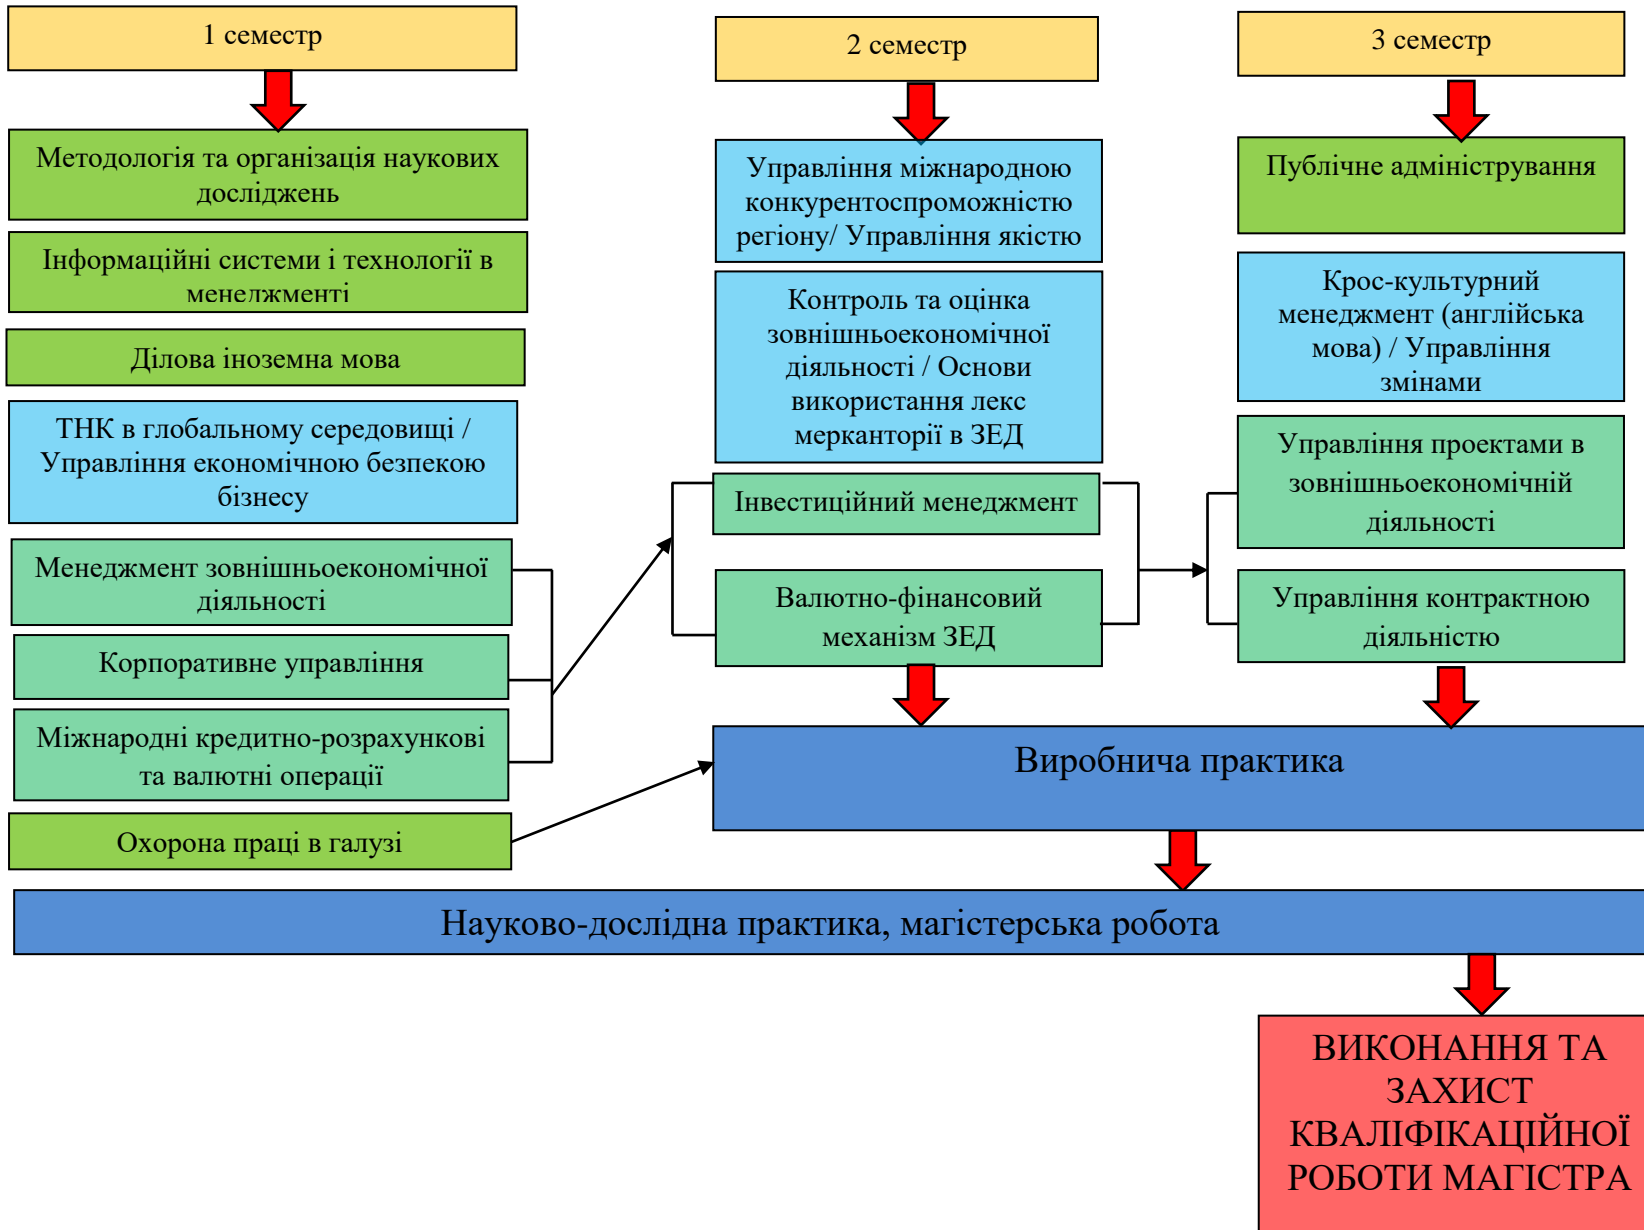 1 семестр
Методологія та організація наукових
досліджень
Інформаційні системи і технології в
менеджменті
Ділова іноземна мова
ТНК в глобальному середовищі /
Управління економічною безпекою
бізнесу
Менеджмент зовнішньоекономічної
діяльності
Корпоративне управління
Міжнародні кредитно-розрахункові
та валютні операції
Охорона праці в галузі
2 семестр
Управління міжнародною
конкурентоспроможністю
регіону/ Управління якістю
Контроль та оцінка
зовнішньоекономічної
діяльності / Основи
використання лекс
мерканторії в ЗЕД
Інвестиційний менеджмент
Валютно-фінансовий
механізм ЗЕД
3 семестр
Публічне адміністрування
Крос-культурний
менеджмент (англійська
мова) / Управління
змінами
Управління проектами в
зовнішньоекономічній
діяльності
Управління контрактною
діяльністю
Виробнича практика
Науково-дослідна практика, магістерська робота
ВИКОНАННЯ ТА
ЗАХИСТ
КВАЛІФІКАЦІЙНОЇ
РОБОТИ МАГІСТРА